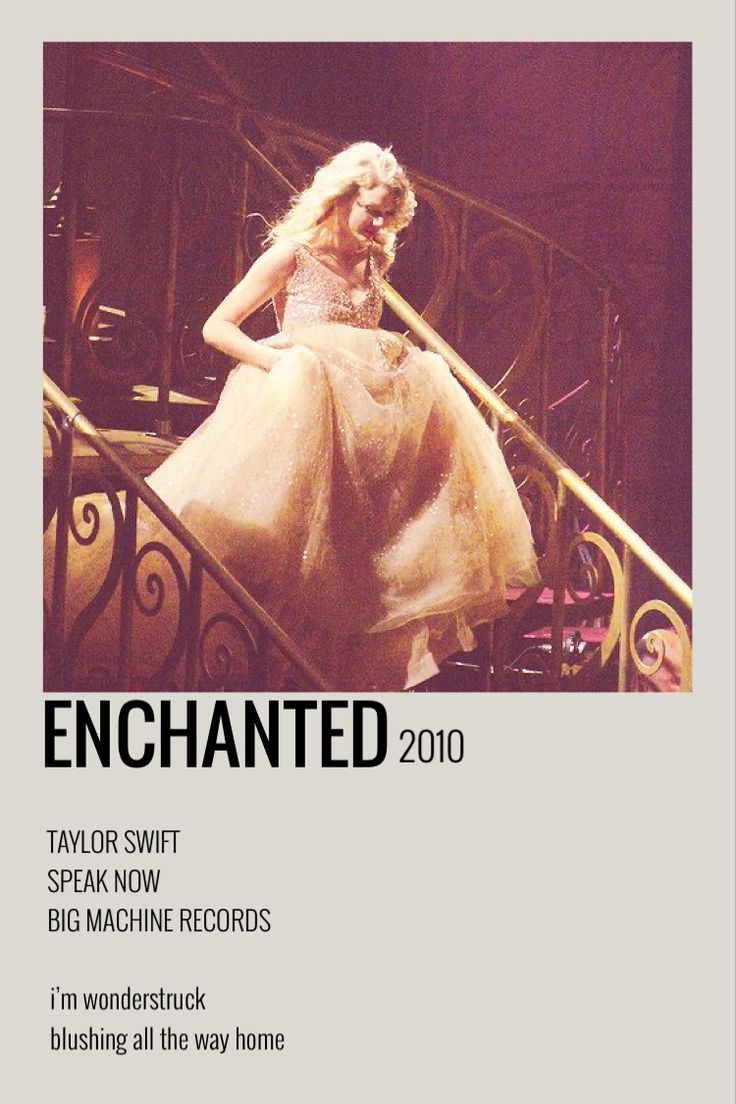 ENCHANTED 2010
TAYLOR SWIFT
SPEAK NOW
BIG MACHINE RECORDS
i'm wonderstruck
blushing all the way home